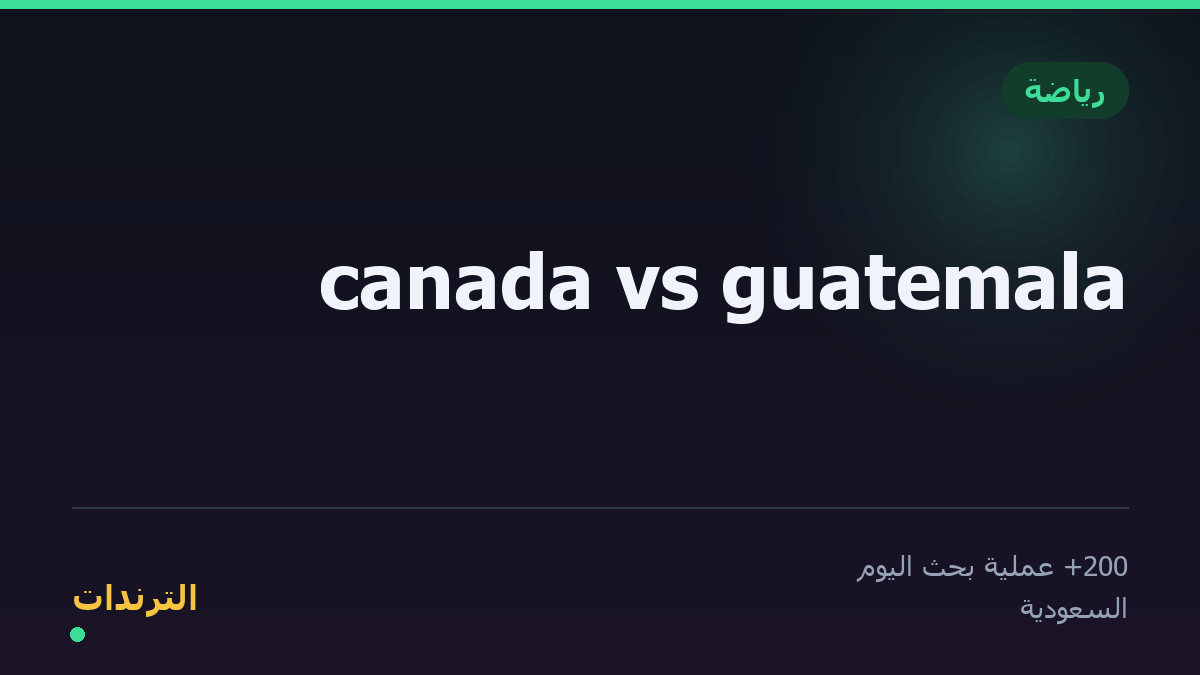 رياضة
canada vs guatemala
200+ عملية بحث اليوم
السعودية
الترندات